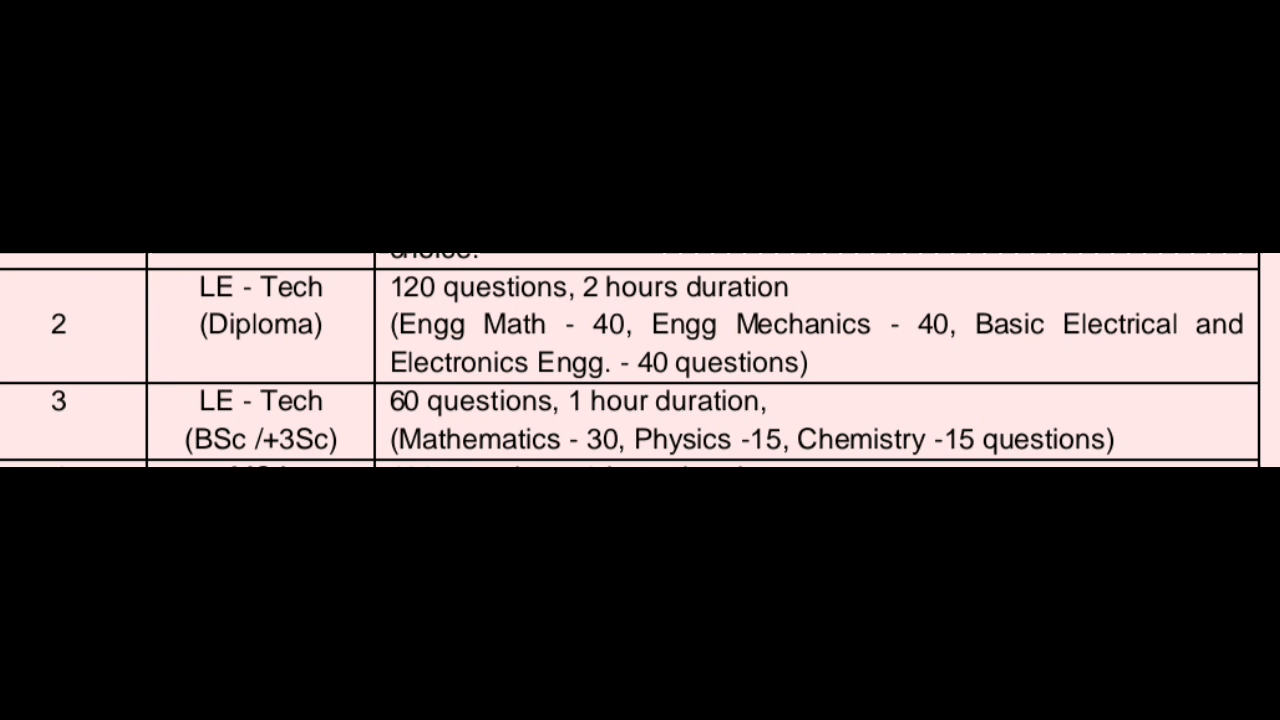 choice.
2
LE - Tech
(Diploma)
120 questions, 2 hours duration
(Engg Math - 40, Engg Mechanics - 40, Basic Electrical and
Electronics Engg. - 40 questions)
3
LE - Tech
(BSc /+3Sc)
60 questions, 1 hour duration,
(Mathematics - 30, Physics -15, Chemistry -15 questions)